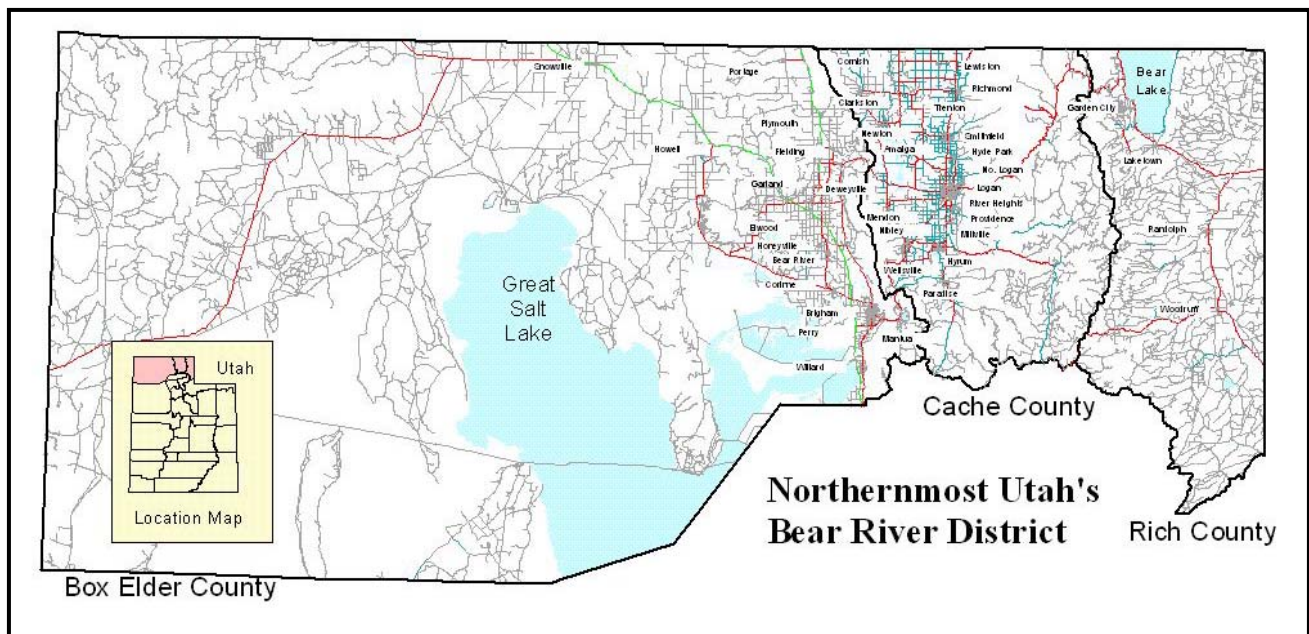 Snowville
Portage
Cornish
Lewiston
Bear
Lake
Richmond
Clarkston
Trenton
Garden City
Plymouth
Newton
Smithfield
Howell
Fielding
Amalga
Hyde Park
Laketown
No. Logan
Garland
Deweyville
Logan
River Heights
Mendon
Providence
Elwood
Nibley
Millville
Randolph
Honeyville
Bear River
Hyrum
Wellsville
Great
Salt
Lake
Corinne
Paradise
Woodruff
Brigham
Perry
Mantua
Willard
Utah
Location Map
Cache County
Northernmost Utah's
Bear River District
Rich County
Box Elder County